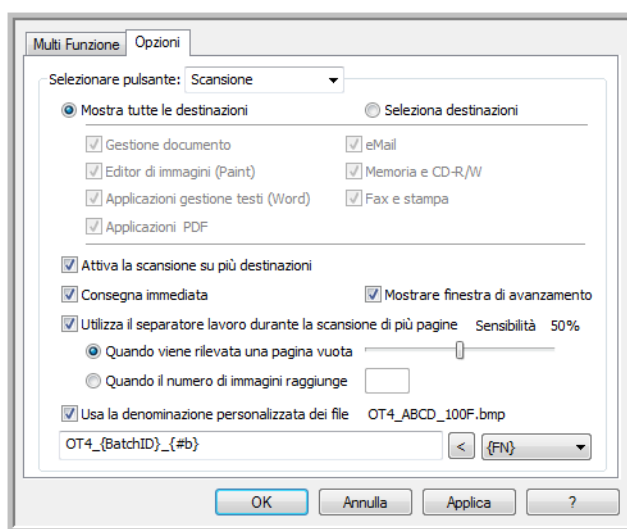 Multi Funzione Opzioni
Selezionare pulsante: Scansione
Mostra tutte le destinazioni Seleziona destinazioni
Gestione documento eMail
Editor di immagini (Paint) Memoria e CD-R/W
Applicazioni gestione testi (Word) Fax e stampa
Applicazioni PDF
Attiva la scansione su più destinazioni
Consegna immediata Mostrare finestra di avanzamento
Utilizza il separatore lavoro durante la scansione di più pagine Sensibilità 50%
Quando viene rilevata una pagina vuota
Quando il numero di immagini raggiunge
Usa la denominazione personalizzata dei file OT4_ABCD_100F.bmp
OT4_{BatchID}_{#b} < {FN}
OK Annulla Applica ?